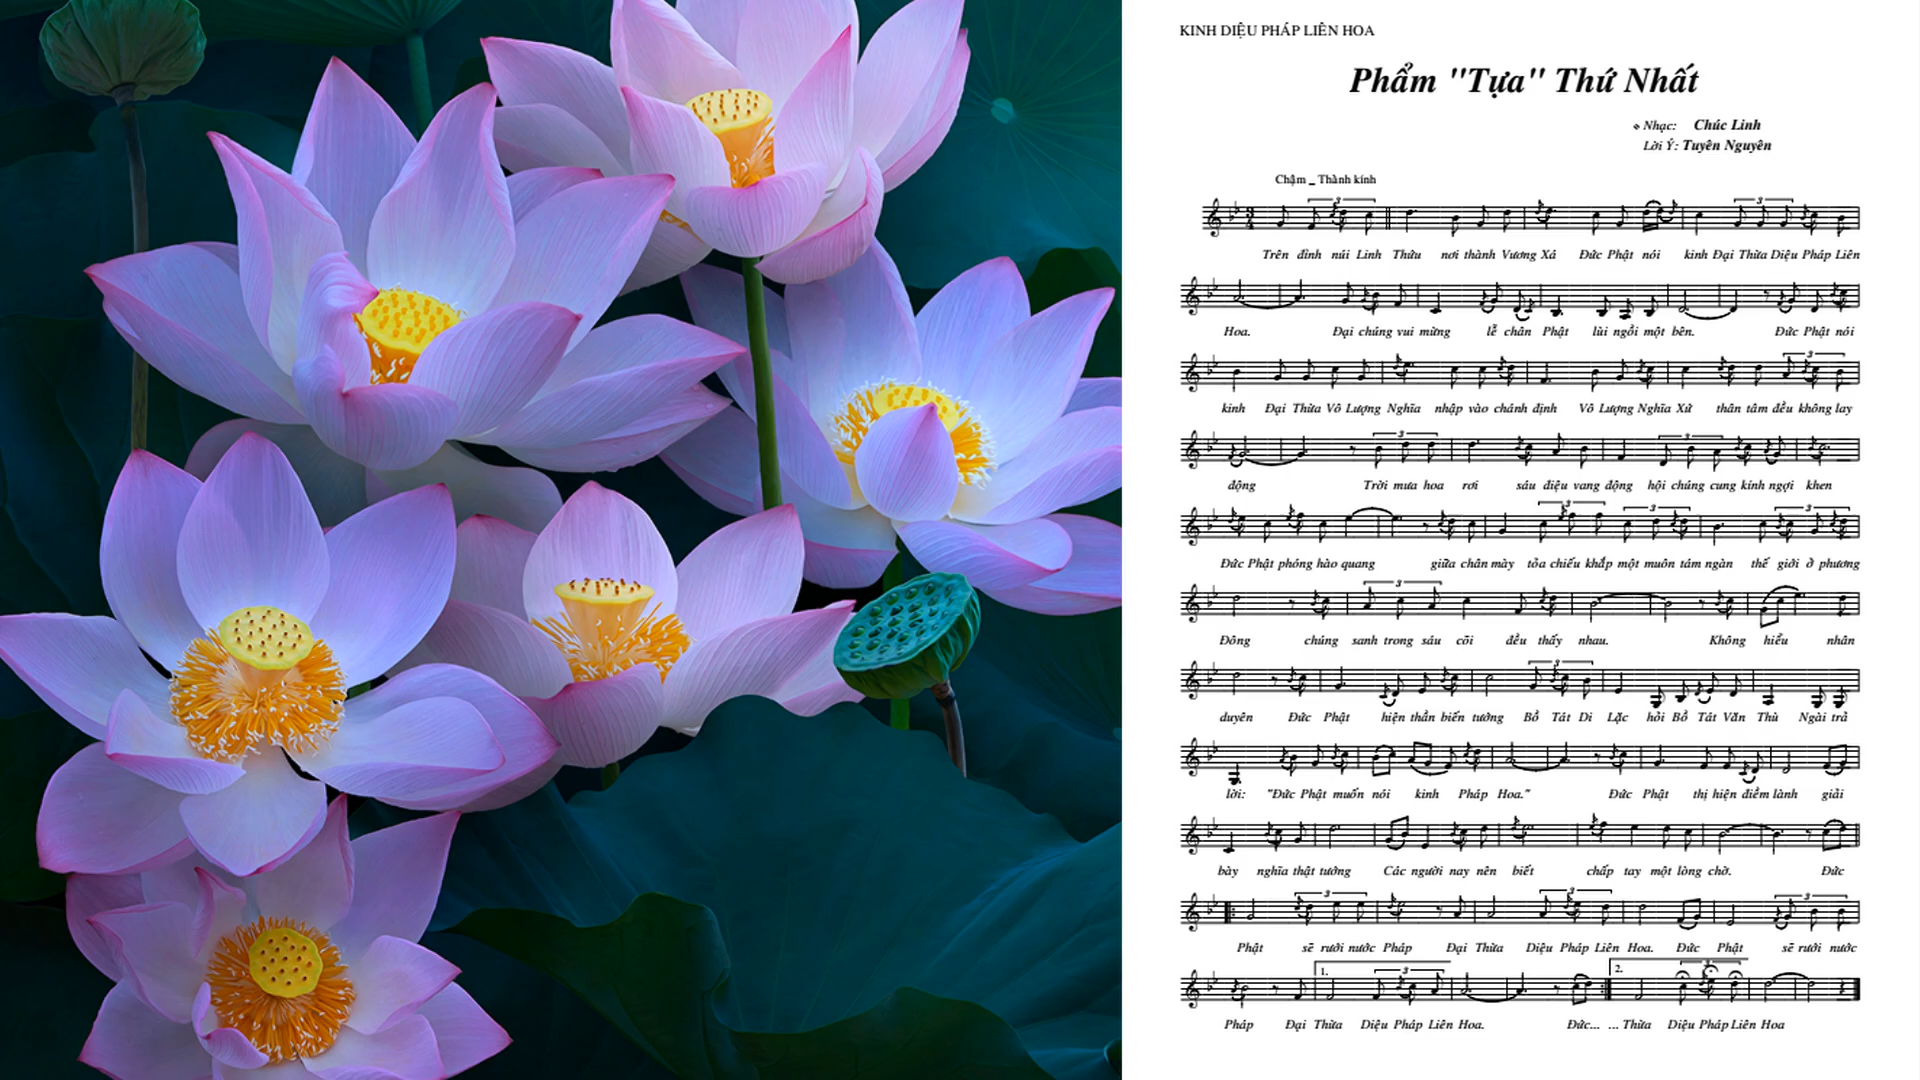 KINH DIỆU PHÁP LIÊN HOA
Phẩm "Tựa" Thứ Nhất
Nhạc: Chúc Linh
Lời Ý: Tuyên Nguyên
Chậm _ Thành kính
Trên đỉnh núi Linh Thứu nơi thành Vương Xá Đức Phật nói kinh Đại Thừa Diệu Pháp Liên
Hoa. Đại chúng vui mừng lễ chân Phật lùi ngồi một bên. Đức Phật nói
kinh Đại Thừa Vô Lượng Nghĩa nhập vào chánh định Vô Lượng Nghĩa Xứ thân tâm đều không lay
động Trời mưa hoa rơi sáu điệu vang động hội chúng cung kính ngợi khen
Đức Phật phóng hào quang giữa chân mày tỏa chiếu khắp một muôn tám ngàn thế giới ở phương
Đông chúng sanh trong sáu cõi đều thấy nhau. Không hiểu nhân
duyên Đức Phật hiện thần biến tướng Bồ Tát Di Lặc hỏi Bồ Tát Văn Thù Ngài trả
lời: "Đức Phật muốn nói kinh Pháp Hoa." Đức Phật thị hiện điềm lành giải
bày nghĩa thật tướng Các người nay nên biết chấp tay một lòng chờ. Đức
Phật sẽ rưới nước Pháp Đại Thừa Diệu Pháp Liên Hoa. Đức Phật sẽ rưới nước
1. 2.
Pháp Đại Thừa Diệu Pháp Liên Hoa. Đức... ... Thừa Diệu Pháp Liên Hoa